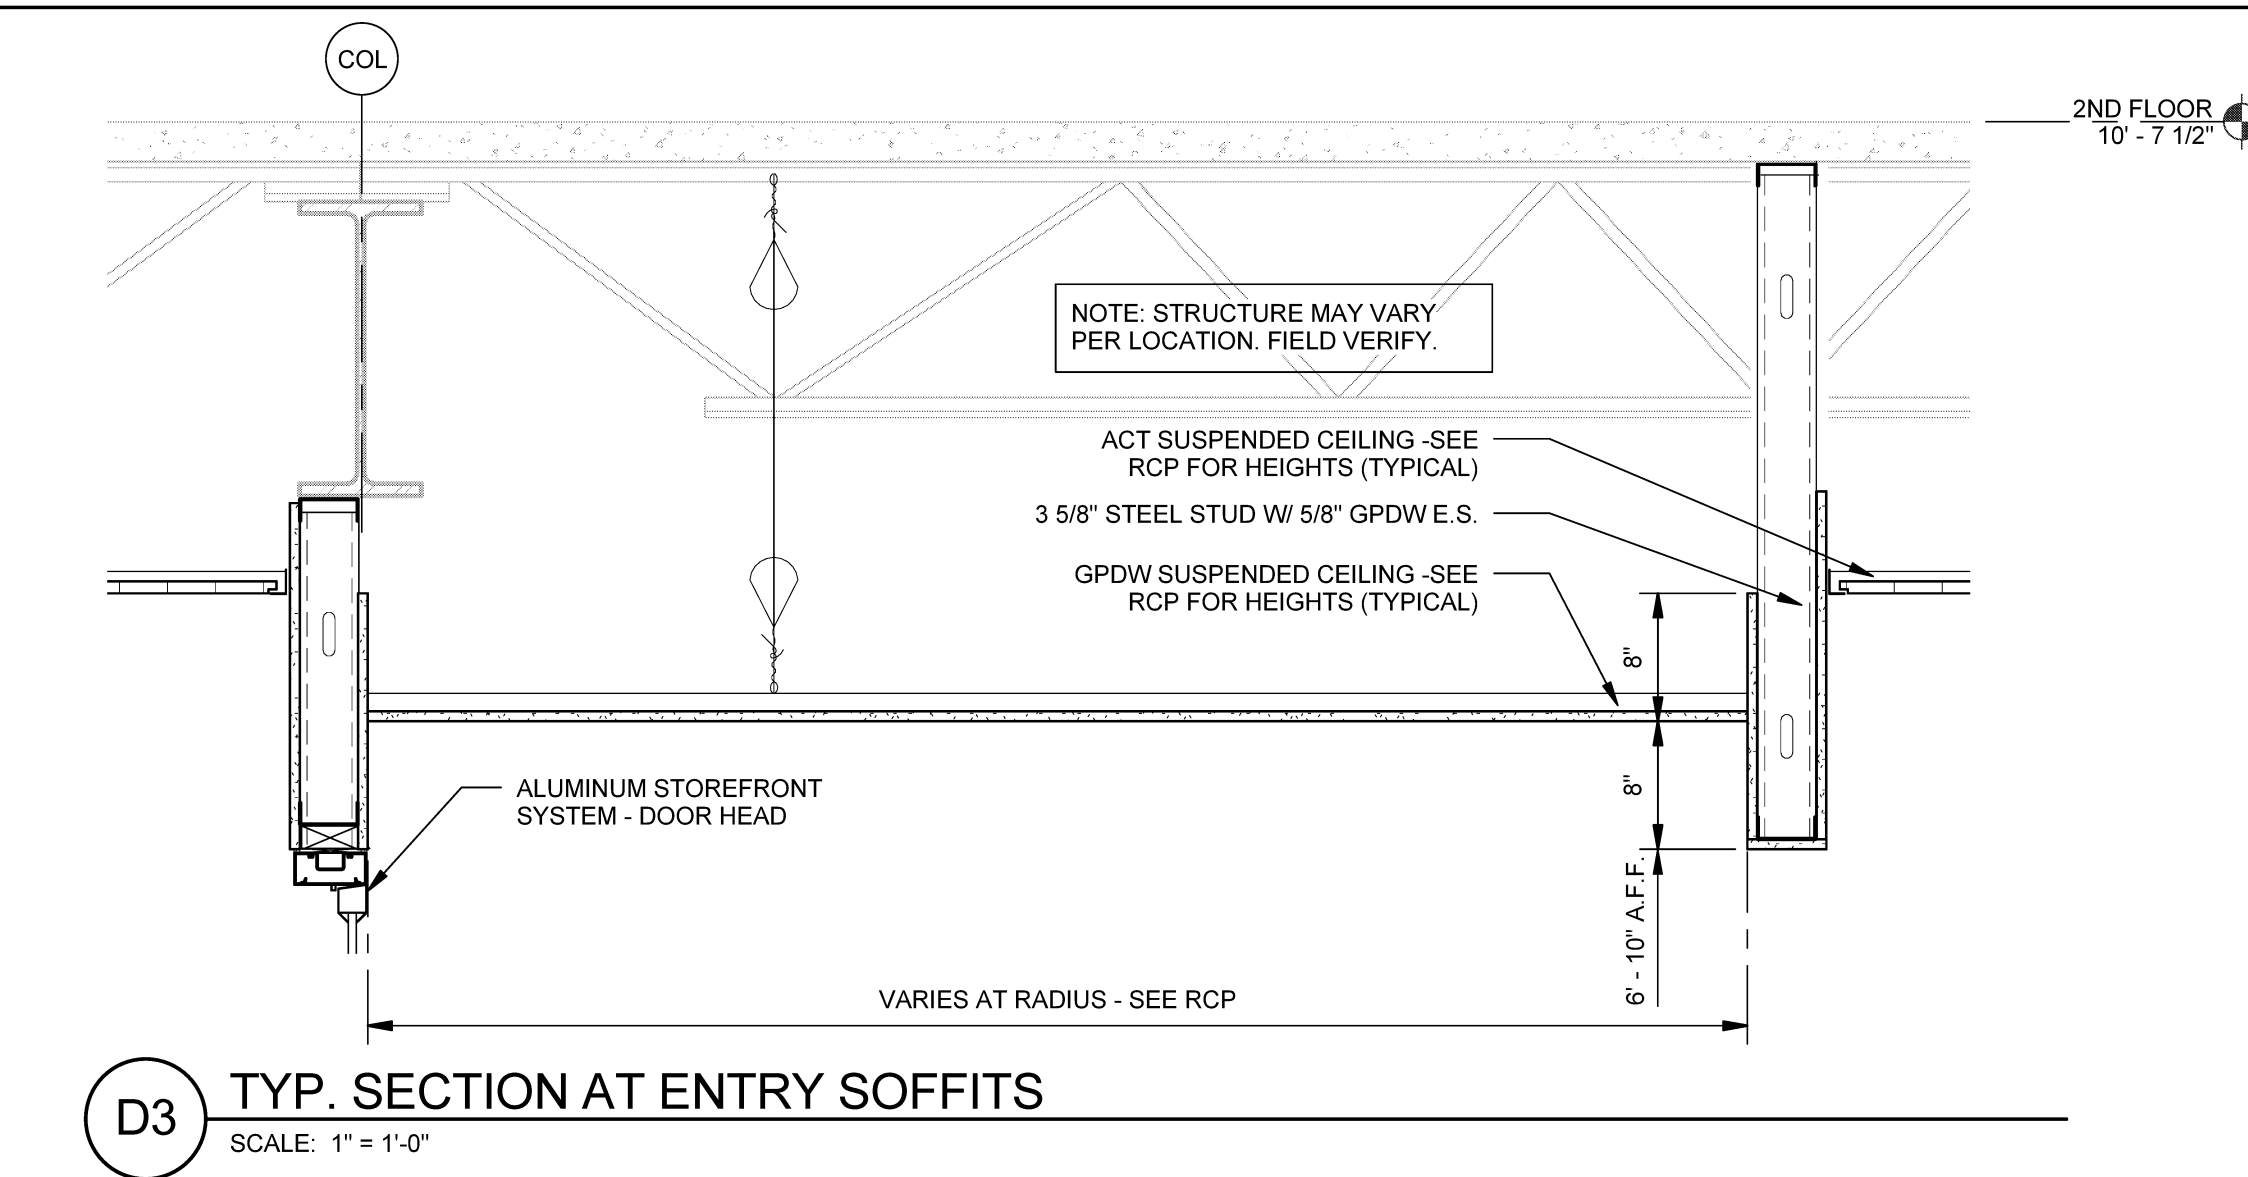 COL
2ND FLOOR
10' - 7 1/2"
NOTE: STRUCTURE MAY VARY
PER LOCATION. FIELD VERIFY.
ACT SUSPENDED CEILING -SEE
RCP FOR HEIGHTS (TYPICAL)
3 5/8" STEEL STUD W/ 5/8" GPDW E.S.
GPDW SUSPENDED CEILING -SEE
RCP FOR HEIGHTS (TYPICAL)
8"
8"
ALUMINUM STOREFRONT
SYSTEM - DOOR HEAD
6' - 10" A.F.F.
VARIES AT RADIUS - SEE RCP
D3
TYP. SECTION AT ENTRY SOFFITS
SCALE: 1" = 1'-0"